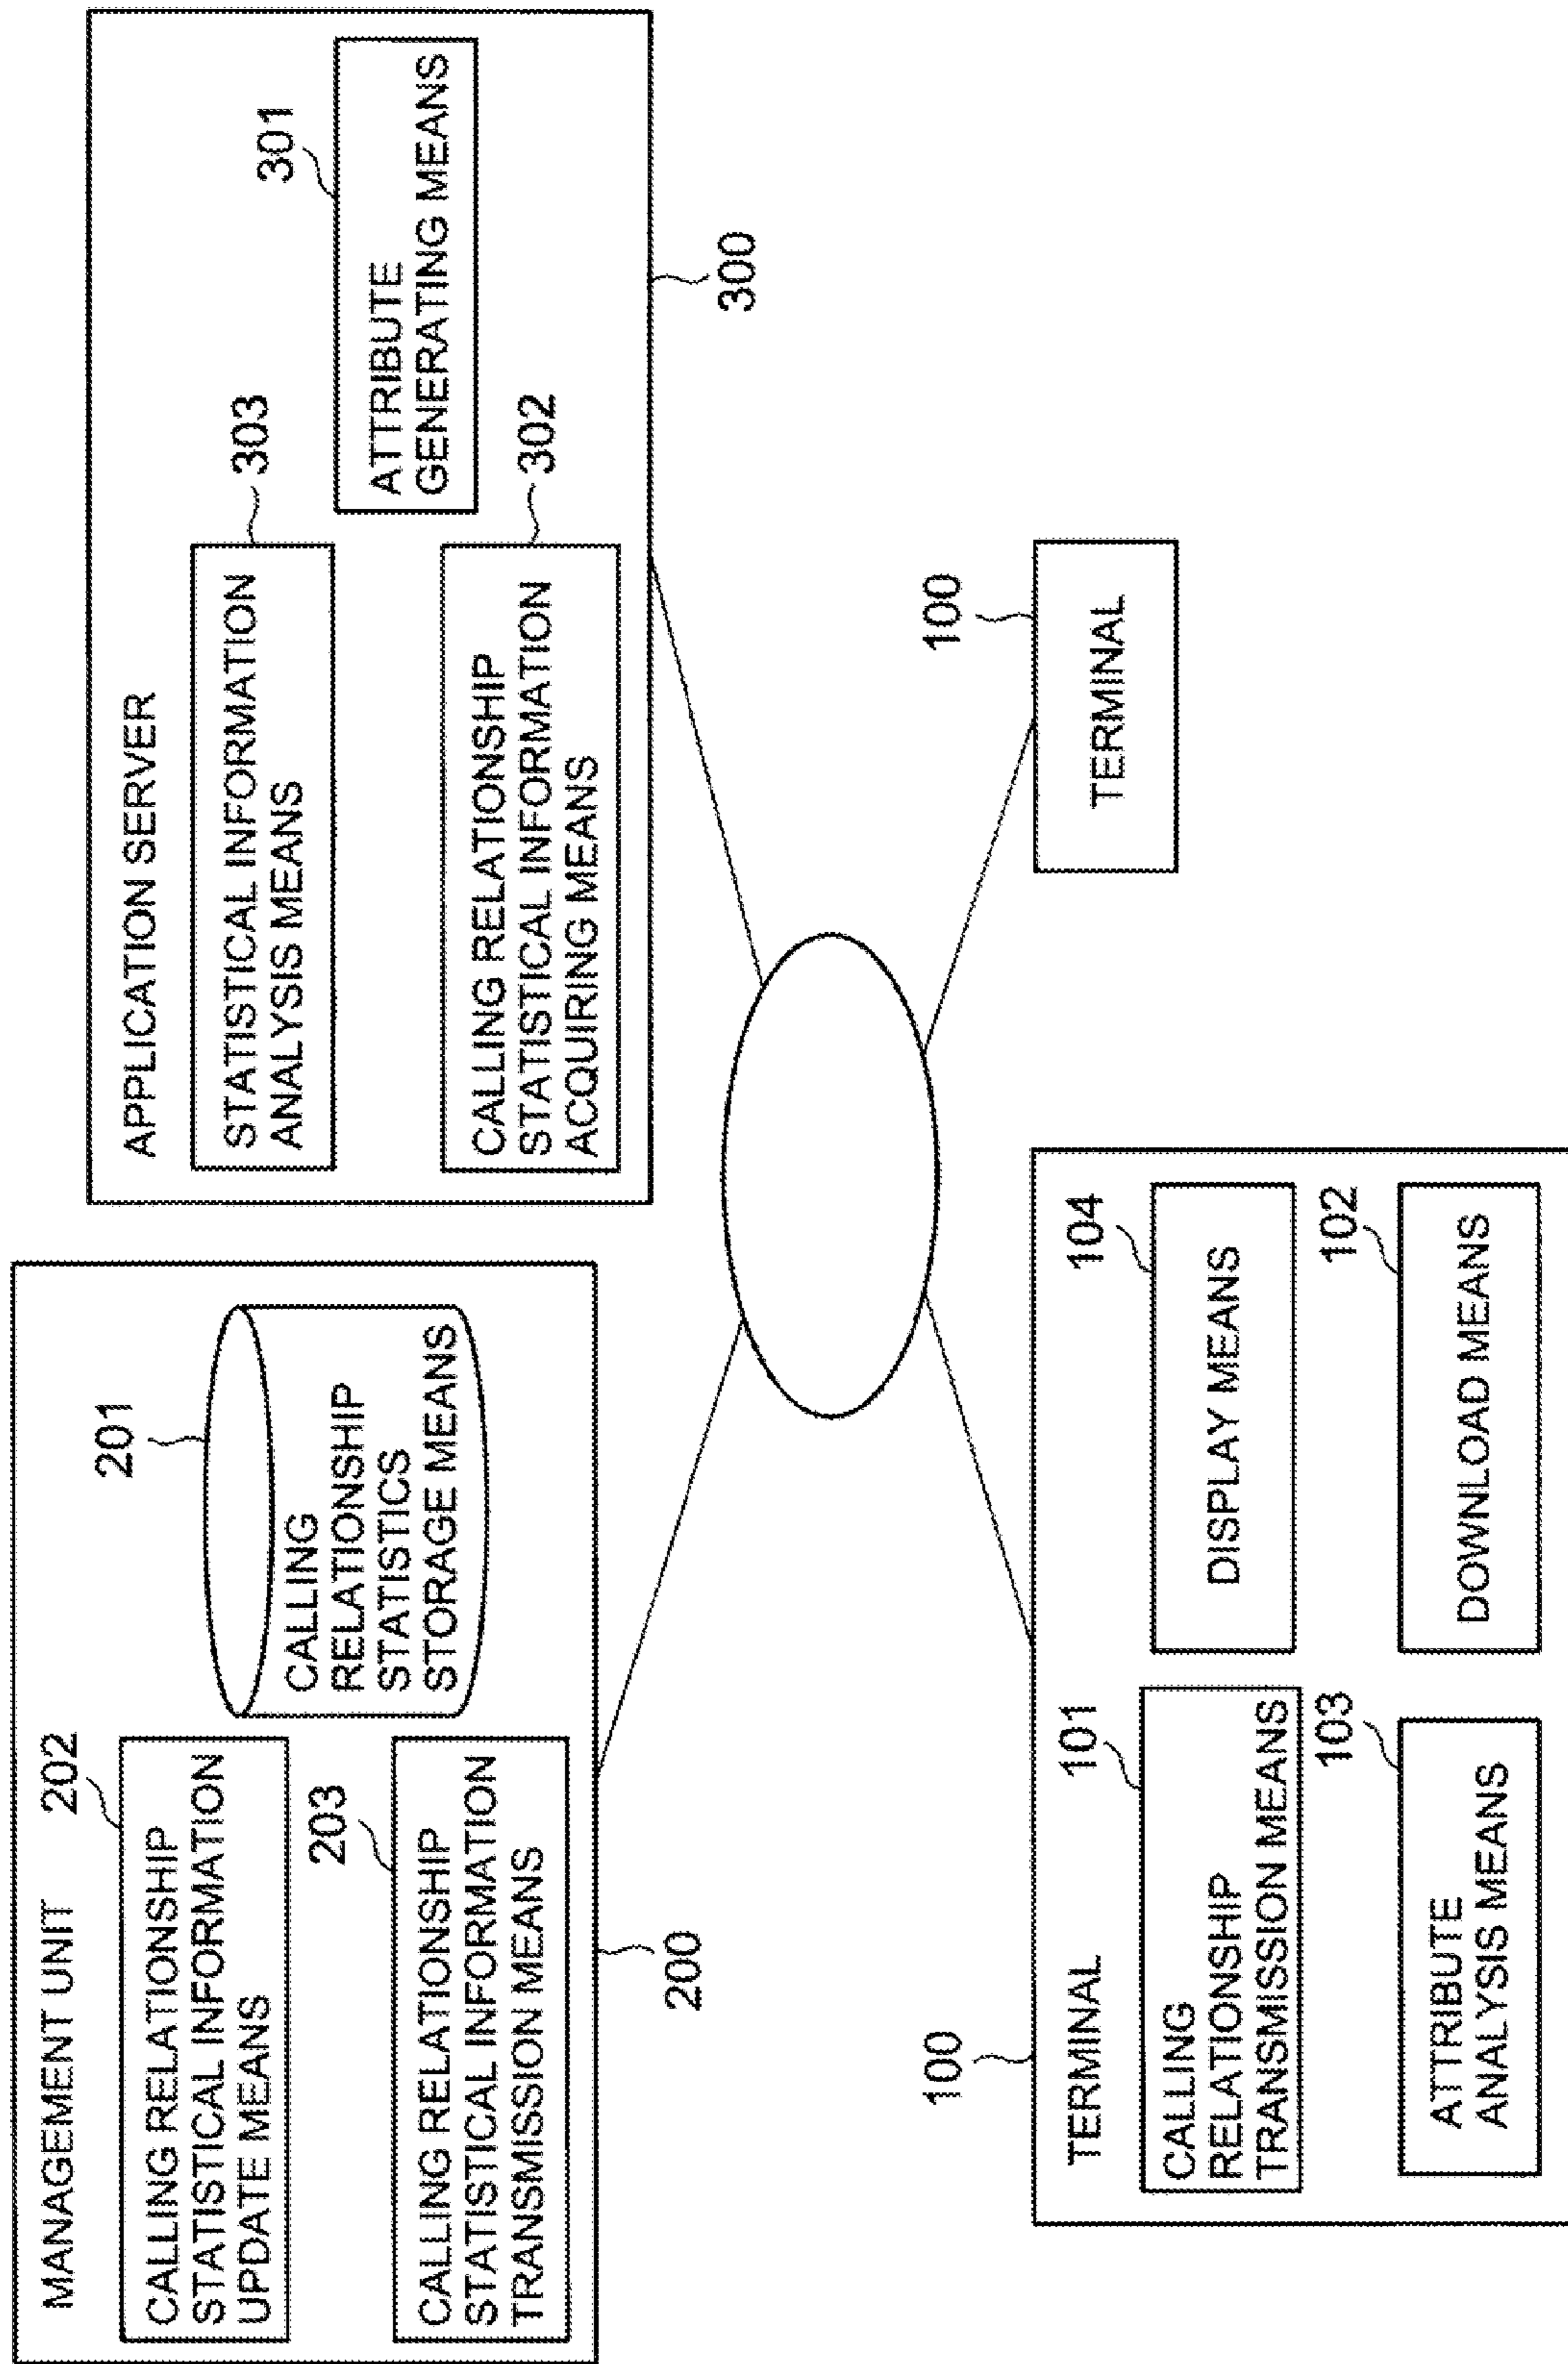 MANAGEMENT UNIT
202
CALLING RELATIONSHIP
STATISTICAL INFORMATION
UPDATE MEANS
201
CALLING
RELATIONSHIP
STATISTICS
STORAGE MEANS
203
CALLING RELATIONSHIP
STATISTICAL INFORMATION
TRANSMISSION MEANS
200
APPLICATION SERVER
303
STATISTICAL INFORMATION
ANALYSIS MEANS
301
ATTRIBUTE
GENERATING MEANS
302
CALLING RELATIONSHIP
STATISTICAL INFORMATION
ACQUIRING MEANS
300
100
TERMINAL
101
CALLING
RELATIONSHIP
TRANSMISSION MEANS
104
DISPLAY MEANS
103
ATTRIBUTE
ANALYSIS MEANS
102
DOWNLOAD MEANS
100
TERMINAL